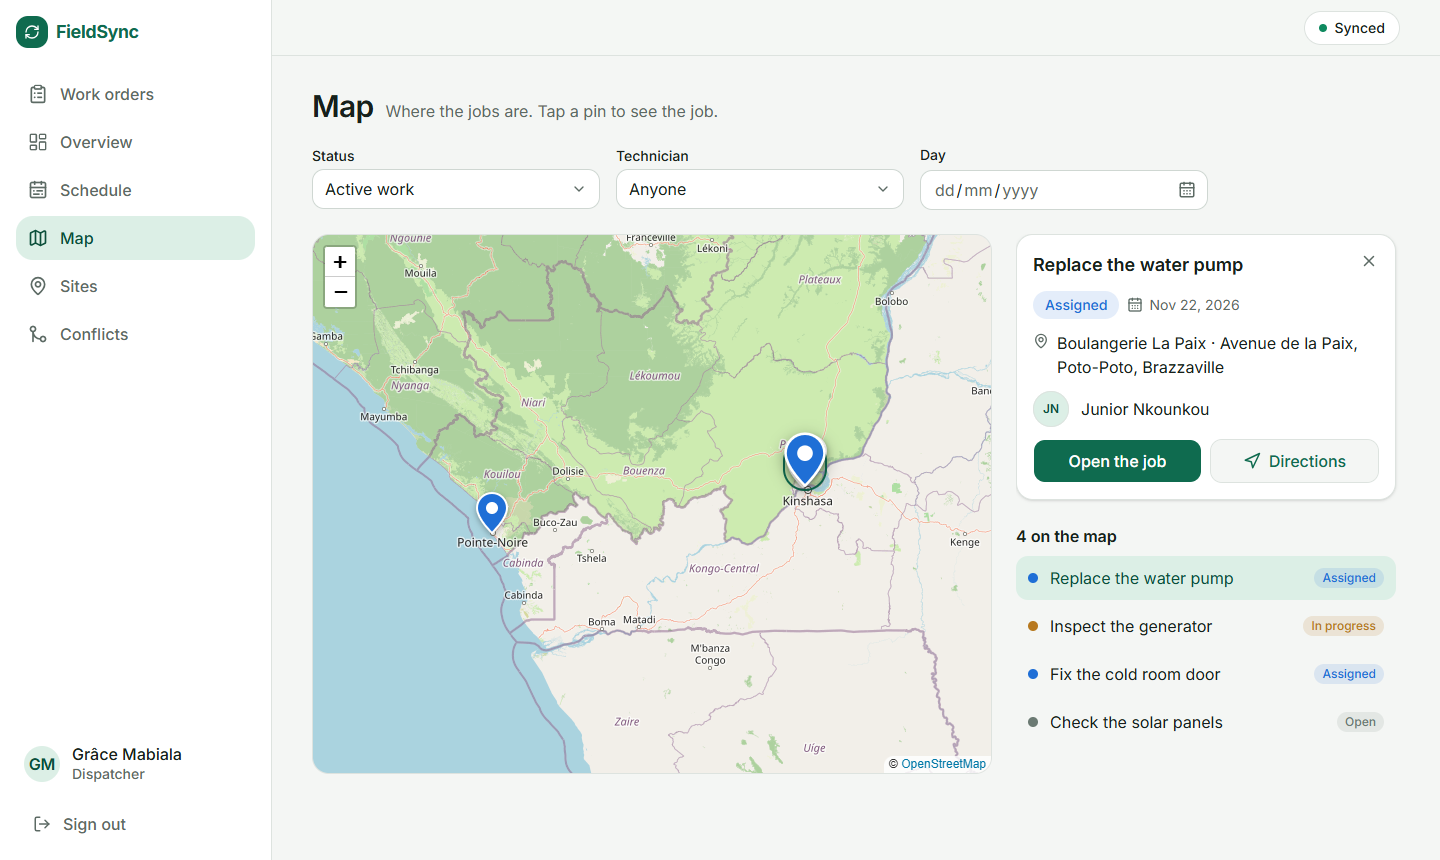 FieldSync
Synced
Work orders
Overview
Schedule
Map
Sites
Conflicts
Map
Where the jobs are. Tap a pin to see the job.
Status
Technician
Day
Active work
Anyone
dd/mm/yyyy
+
−
Ngounie
Franceville
Lékoni
Mouila
Plateaux
Bolobo
Gamba
Tchibanga
Nyanga
Lékoumou
Niari
Mayumba
Kouilou
Dolisie
Bouenza
Kinshasa
Buco-Zau
Pointe-Noire
Tshela
Cabinda
Kongo-Central
Kenge
Cabinda
Boma
Matadi
M'banza
Congo
Zaire
Uige
© OpenStreetMap
Replace the water pump
Assigned
Nov 22, 2026
Boulangerie La Paix · Avenue de la Paix,
Poto-Poto, Brazzaville
JN
Junior Nkounkou
Open the job
Directions
4 on the map
Replace the water pump
Assigned
Inspect the generator
In progress
Fix the cold room door
Assigned
Check the solar panels
Open
GM
Grâce Mabiala
Dispatcher
Sign out